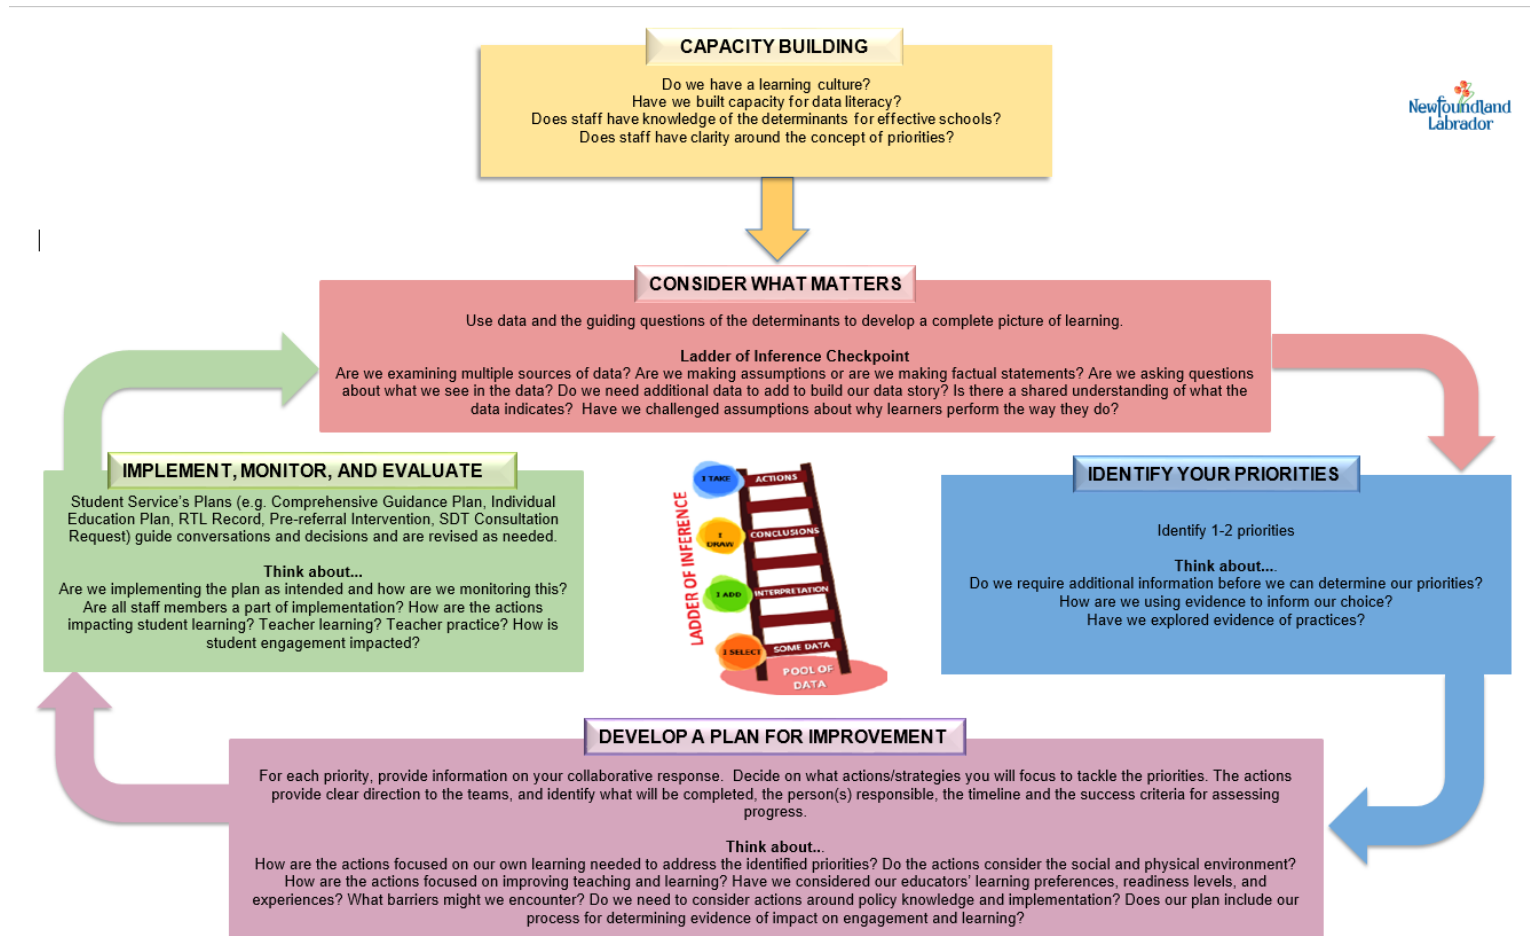 CAPACITY BUILDING
Do we have a learning culture?
Have we built capacity for data literacy?
Does staff have knowledge of the determinants for effective schools?
Does staff have clarity around the concept of priorities?
Newfoundland
Labrador
CONSIDER WHAT MATTERS
Use data and the guiding questions of the determinants to develop a complete picture of learning.
Ladder of Inference Checkpoint
Are we examining multiple sources of data? Are we making assumptions or are we making factual statements? Are we asking questions
about what we see in the data? Do we need additional data to add to build our data story? Is there a shared understanding of what the
data indicates? Have we challenged assumptions about why learners perform the way they do?
IMPLEMENT, MONITOR, AND EVALUATE
Student Service's Plans (e.g. Comprehensive Guidance Plan, Individual
Education Plan, RTL Record, Pre-referral Intervention, SDT Consultation
Request) guide conversations and decisions and are revised as needed.
Think about...
Are we implementing the plan as intended and how are we monitoring this?
Are all staff members a part of implementation? How are the actions
impacting student learning? Teacher learning? Teacher practice? How is
student engagement impacted?
LADDER OF INFERENCE
I TAKE
ACTIONS
I
DRAW
CONCLUSIONS
I ADD
INTERPRETATION
I SELECT
SOME DATA
POOL OF
DATA
IDENTIFY YOUR PRIORITIES
Identify 1-2 priorities
Think about....
Do we require additional information before we can determine our priorities?
How are we using evidence to inform our choice?
Have we explored evidence of practices?
DEVELOP A PLAN FOR IMPROVEMENT
For each priority, provide information on your collaborative response. Decide on what actions/strategies you will focus to tackle the priorities. The actions
provide clear direction to the teams, and identify what will be completed, the person(s) responsible, the timeline and the success criteria for assessing
progress.
Think about...
How are the actions focused on our own learning needed to address the identified priorities? Do the actions consider the social and physical environment?
How are the actions focused on improving teaching and learning? Have we considered our educators' learning preferences, readiness levels, and
experiences? What barriers might we encounter? Do we need to consider actions around policy knowledge and implementation? Does our plan include our
process for determining evidence of impact on engagement and learning?